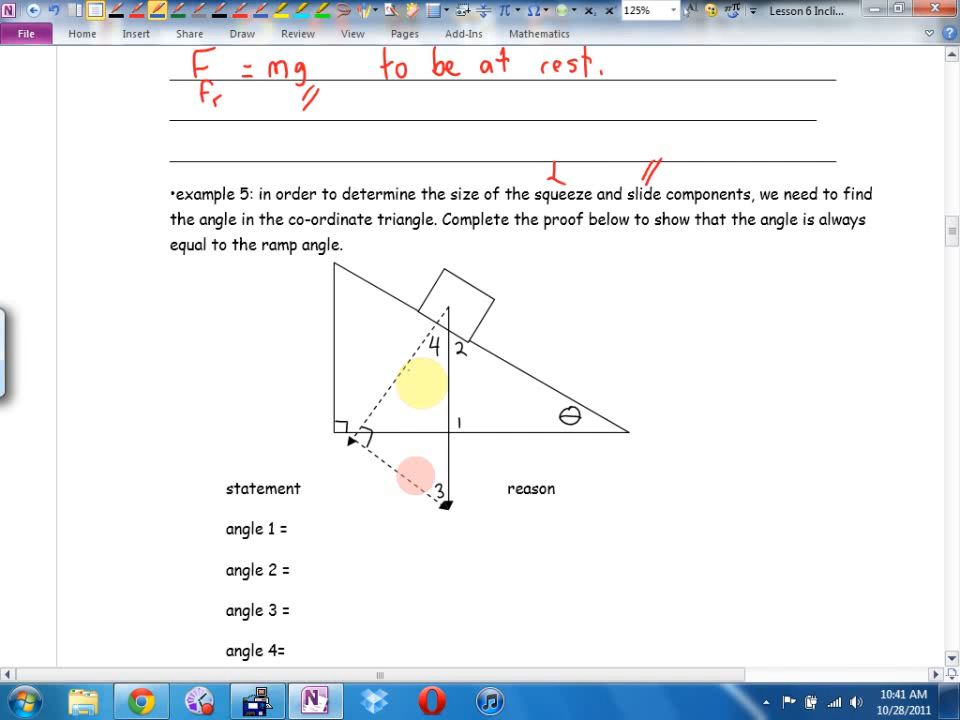 125%
Lesson 6 Incli...
File Home Insert Share Draw Review View Pages Add-Ins Mathematics
F = mg to be at rest.
Fr //
⊥ //
•example 5: in order to determine the size of the squeeze and slide components, we need to find
the angle in the co-ordinate triangle. Complete the proof below to show that the angle is always
equal to the ramp angle.
4 2
1 θ
3
statement reason
angle 1 =
angle 2 =
angle 3 =
angle 4=
10:41 AM
10/28/2011